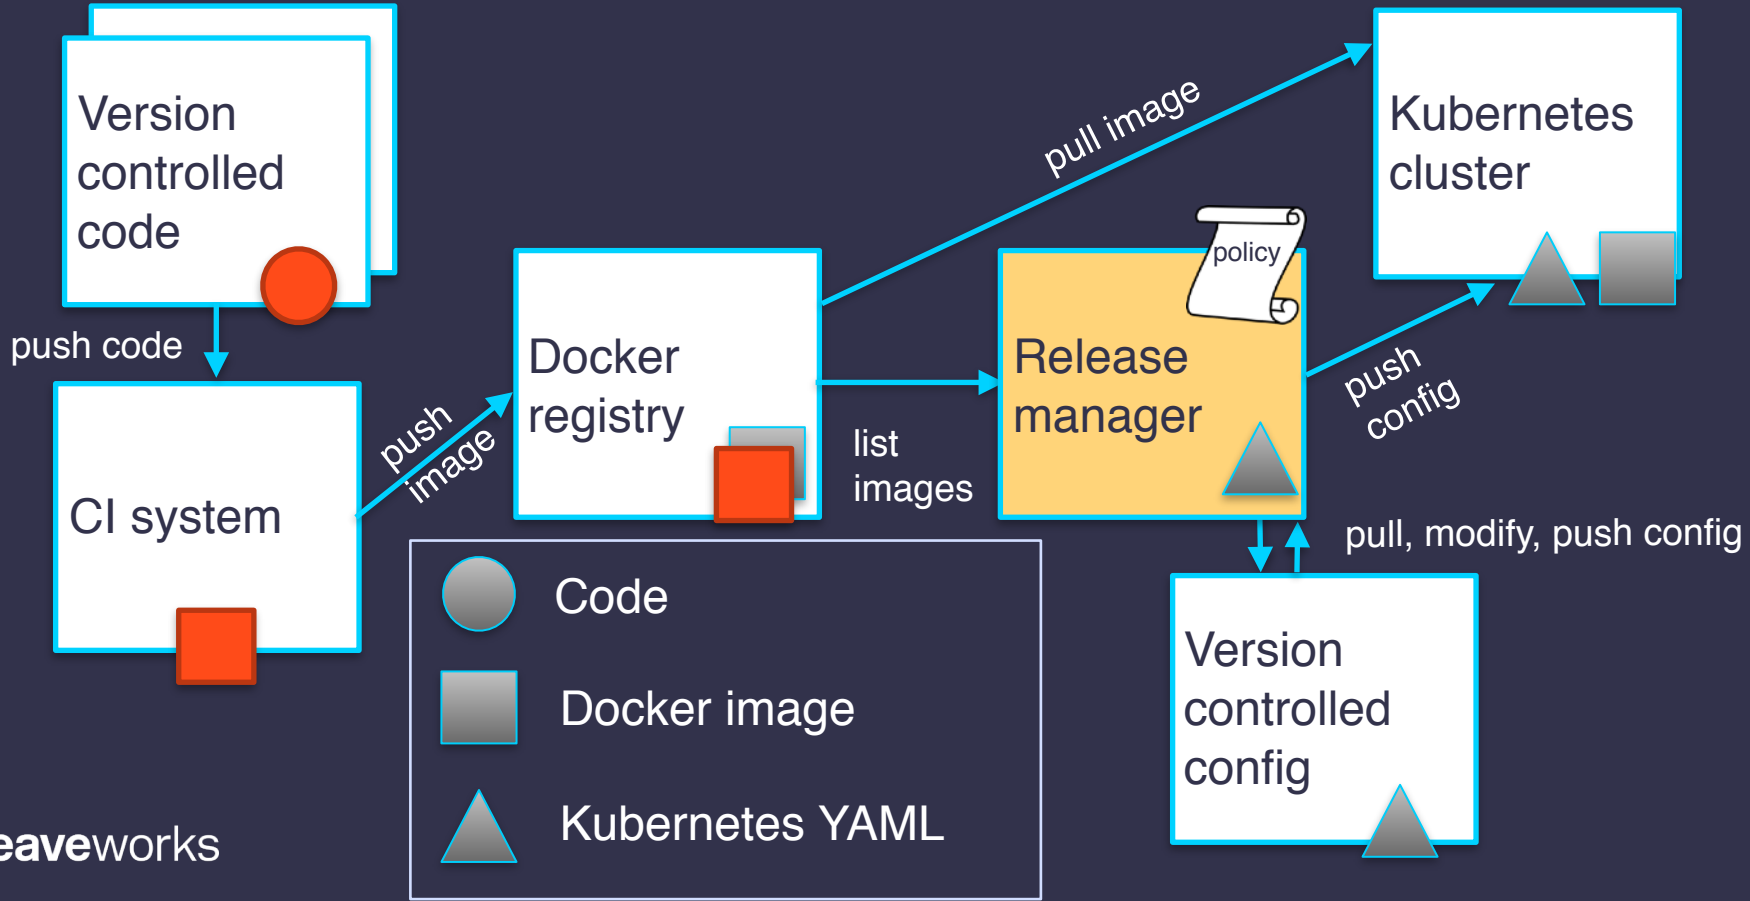 Version
controlled
code
push code
CI system
push
image
Docker
registry
list
images
pull image
policy
Release
manager
push
config
Kubernetes
cluster
pull, modify, push config
Version
controlled
config
Code
Docker image
Kubernetes YAML
eaveworks